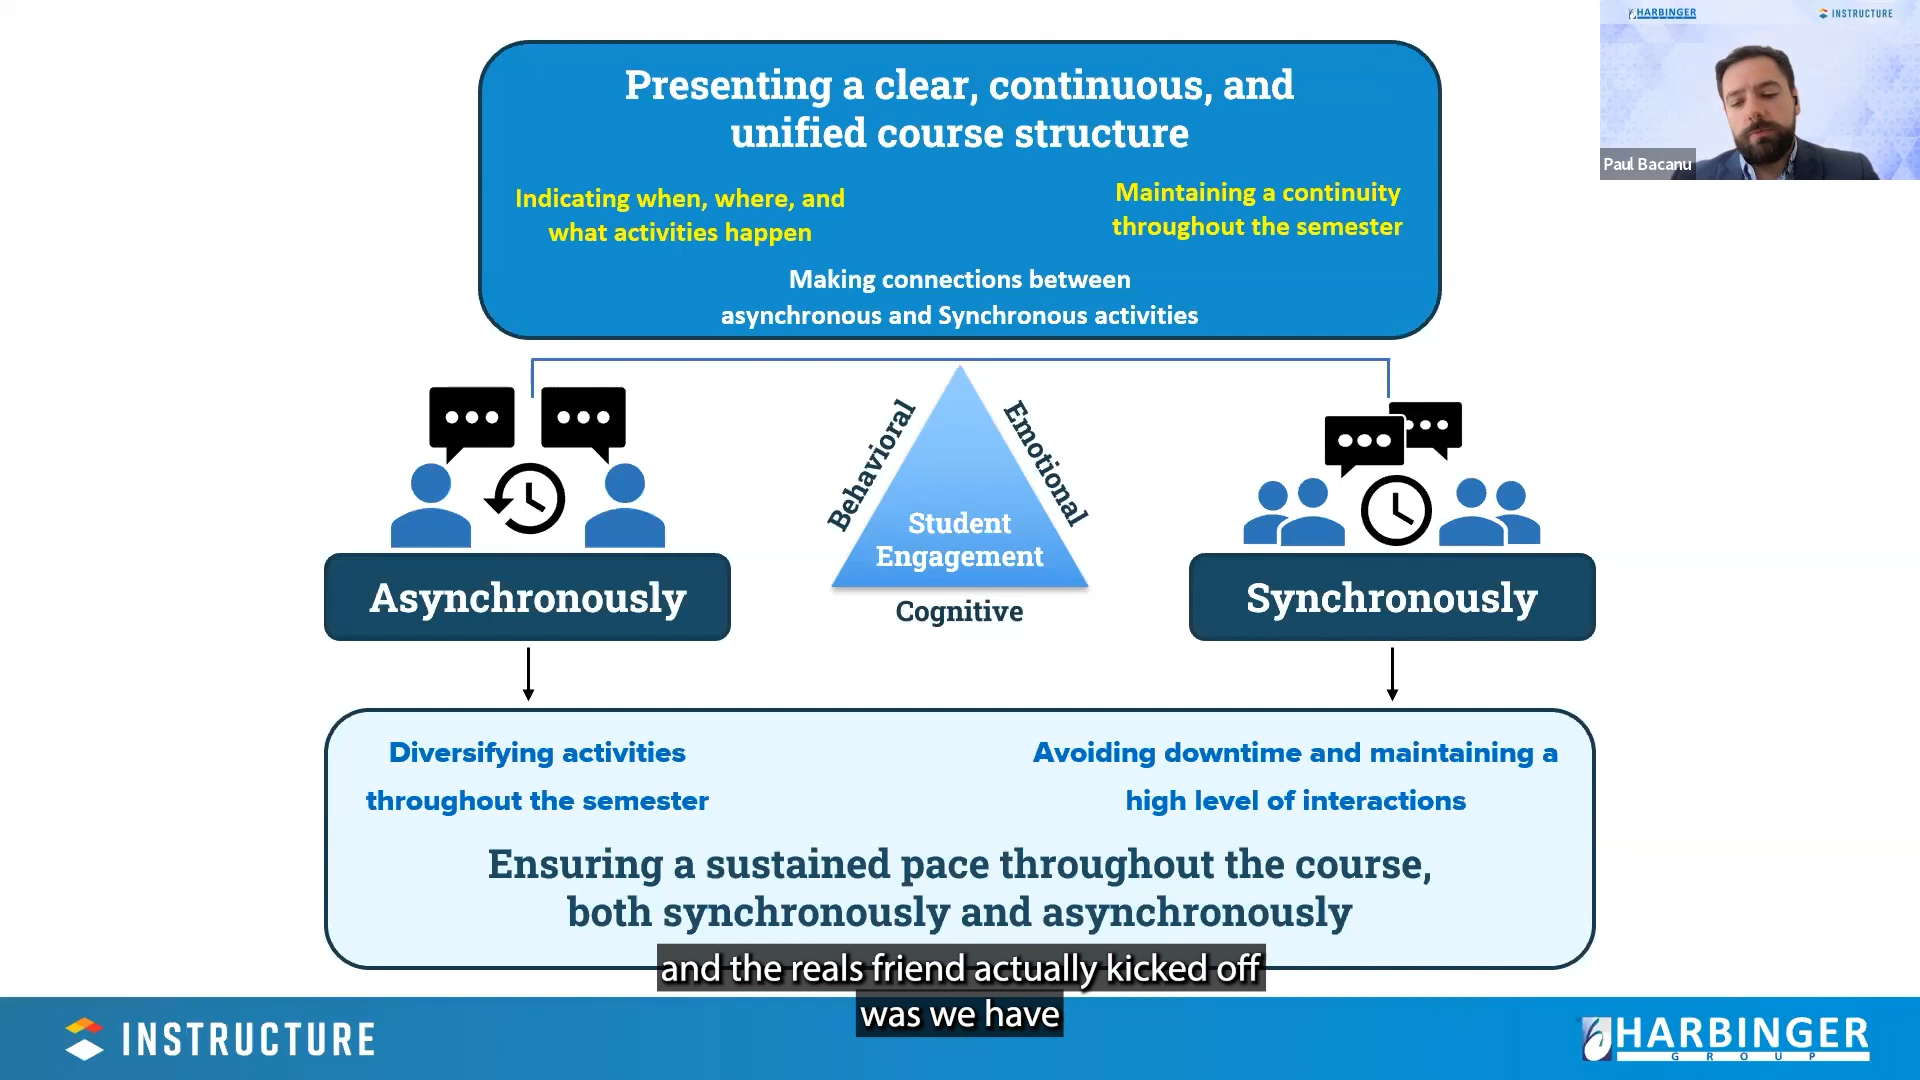 HARBINGER
INSTRUCTURE
Paul Bacanu
Presenting a clear, continuous, and
unified course structure
Indicating when, where, and
what activities happen
Maintaining a continuity
throughout the semester
Making connections between
asynchronous and Synchronous activities
Behavioral
Emotional
Student
Engagement
Cognitive
Asynchronously
Synchronously
Diversifying activities
throughout the semester
Avoiding downtime and maintaining a
high level of interactions
Ensuring a sustained pace throughout the course,
both synchronously and asynchronously
and the reals friend actually kicked off
was we have
INSTRUCTURE
HARBINGER
GROUP